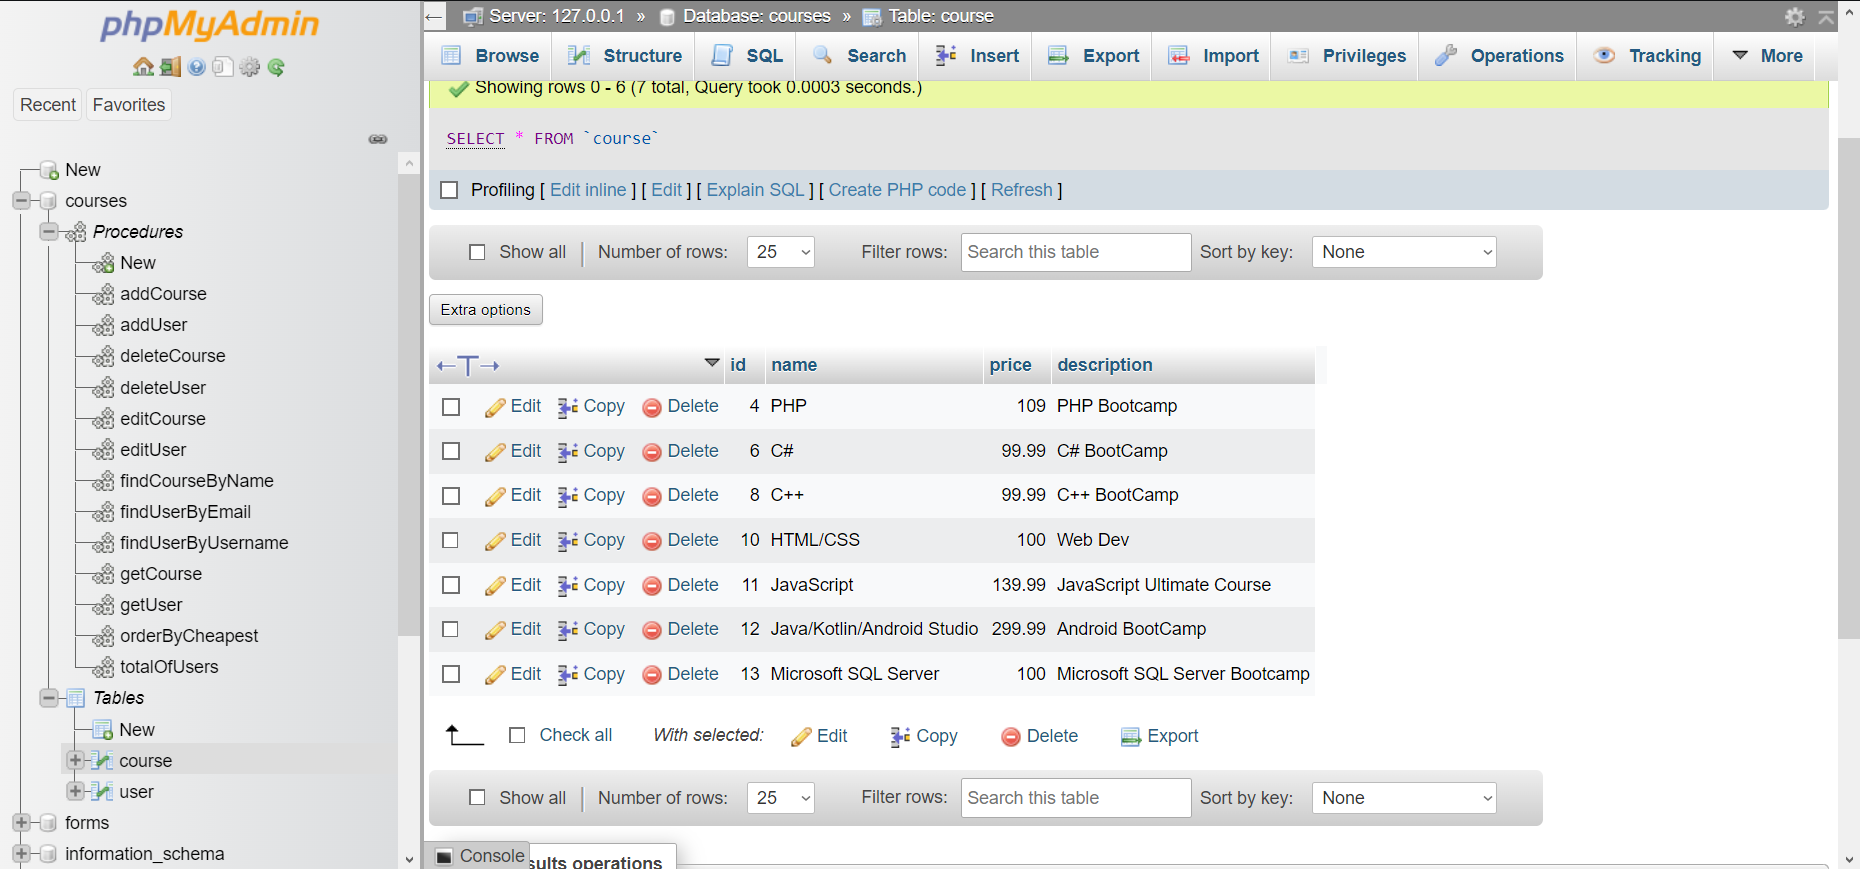 phpMyAdmin
Recent Favorites
New
courses
Procedures
New
addCourse
addUser
deleteCourse
deleteUser
editCourse
editUser
findCourseByName
findUserByEmail
findUserByUsername
getCourse
getUser
orderByCheapest
totalOfUsers
Tables
New
course
user
forms
information_schema
Server: 127.0.0.1 » Database: courses » Table: course
Browse Structure SQL Search Insert Export Import Privileges Operations Tracking More
Showing rows 0 - 6 (7 total, Query took 0.0003 seconds.)
SELECT * FROM `course`
Profiling [ Edit inline ] [ Edit ] [ Explain SQL ] [ Create PHP code ] [ Refresh ]
Show all Number of rows: 25 Filter rows: Search this table Sort by key: None
Extra options
id name price description
Edit Copy Delete 4 PHP 109 PHP Bootcamp
Edit Copy Delete 6 C# 99.99 C# BootCamp
Edit Copy Delete 8 C++ 99.99 C++ BootCamp
Edit Copy Delete 10 HTML/CSS 100 Web Dev
Edit Copy Delete 11 JavaScript 139.99 JavaScript Ultimate Course
Edit Copy Delete 12 Java/Kotlin/Android Studio 299.99 Android BootCamp
Edit Copy Delete 13 Microsoft SQL Server 100 Microsoft SQL Server Bootcamp
Check all With selected: Edit Copy Delete Export
Show all Number of rows: 25 Filter rows: Search this table Sort by key: None
Console sults operations